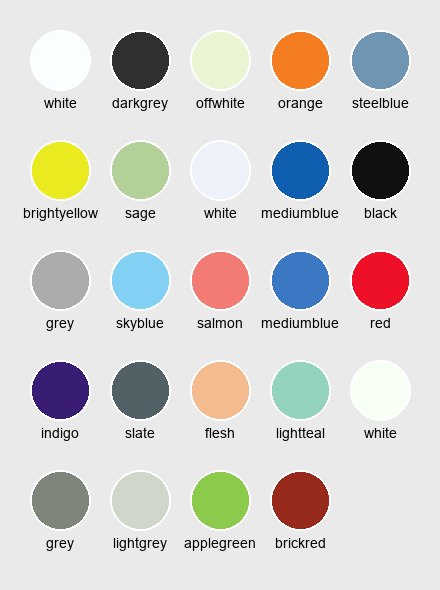 white darkgrey offwhite orange steelblue
brightyellow sage white mediumblue black
grey skyblue salmon mediumblue red
indigo slate flesh lightteal white
grey lightgrey applegreen brickred